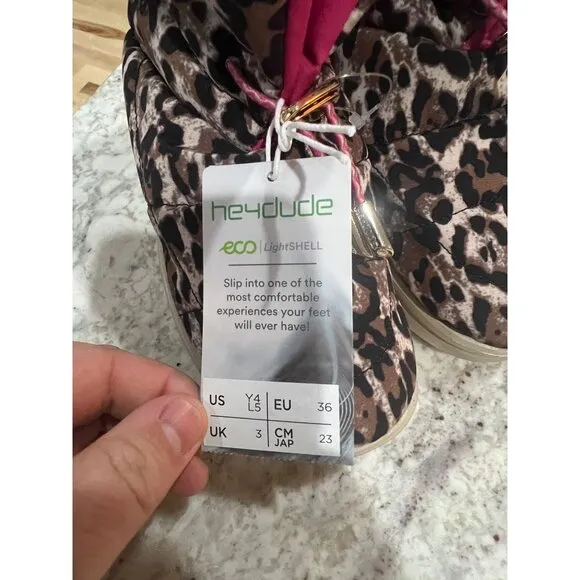 heydude
eco | LightSHELL
Slip into one of the
most comfortable
experiences your feet
will ever have!
US Y4 L5 EU 36
UK 3 CM JAP 23